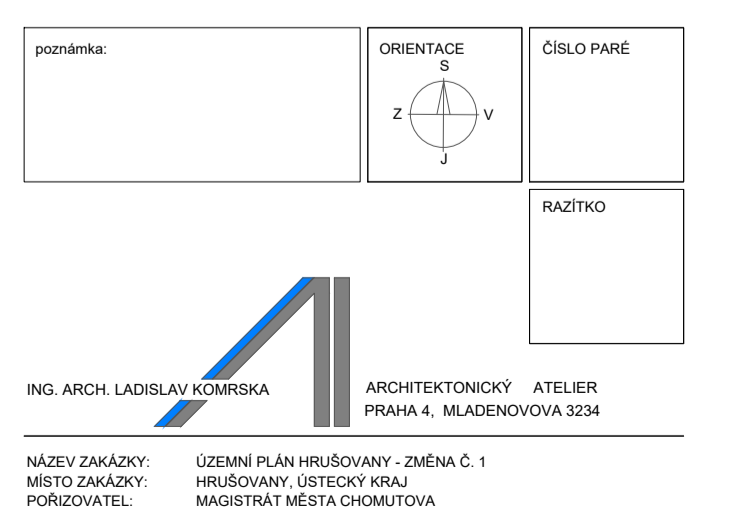 poznámka:
ORIENTACE
S
Z V
J
ČÍSLO PARÉ
RAZÍTKO
ING. ARCH. LADISLAV KOMRSKA
ARCHITEKTONICKÝ ATELIER
PRAHA 4, MLADENOVOVA 3234
NÁZEV ZAKÁZKY: ÚZEMNÍ PLÁN HRUŠOVANY - ZMĚNA Č. 1
MÍSTO ZAKÁZKY: HRUŠOVANY, ÚSTECKÝ KRAJ
POŘIZOVATEL: MAGISTRÁT MĚSTA CHOMUTOVA